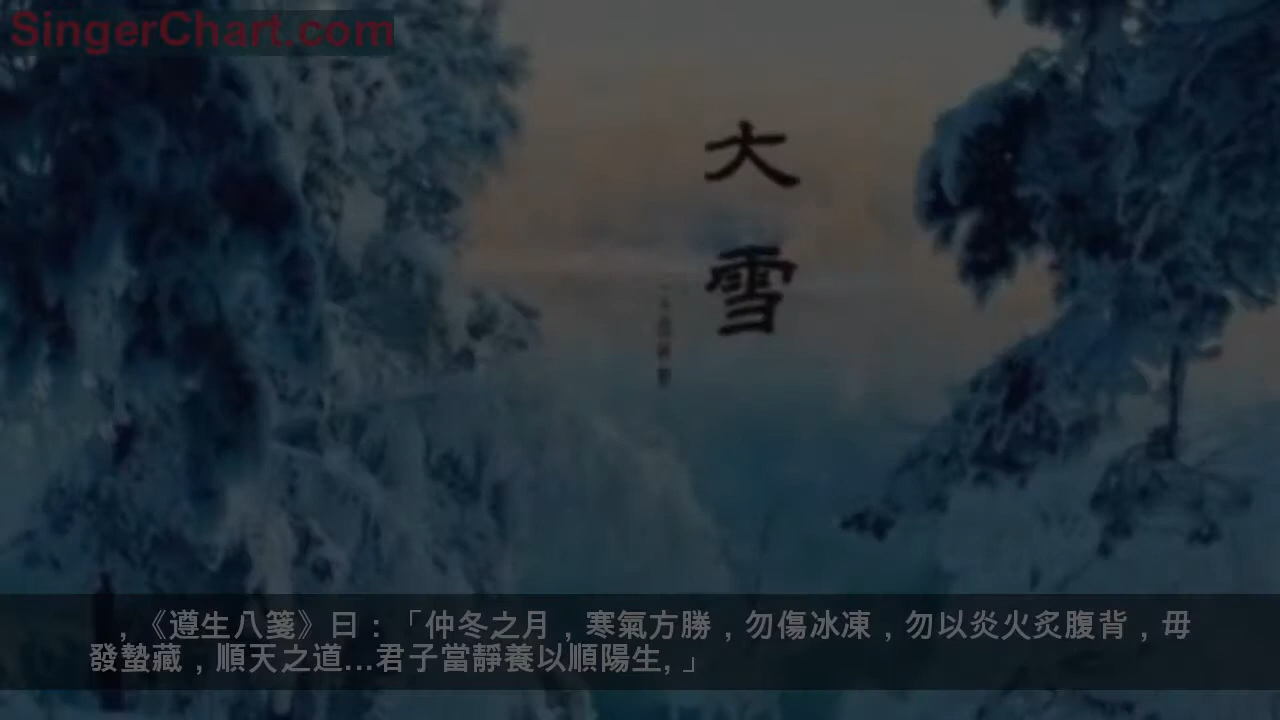 SingerChart.com
大
雪
，《遵生八箋》曰：「仲冬之月，寒氣方勝，勿傷冰凍，勿以炎火炙腹背，毋
發蟄藏，順天之道...君子當靜養以順陽生,」